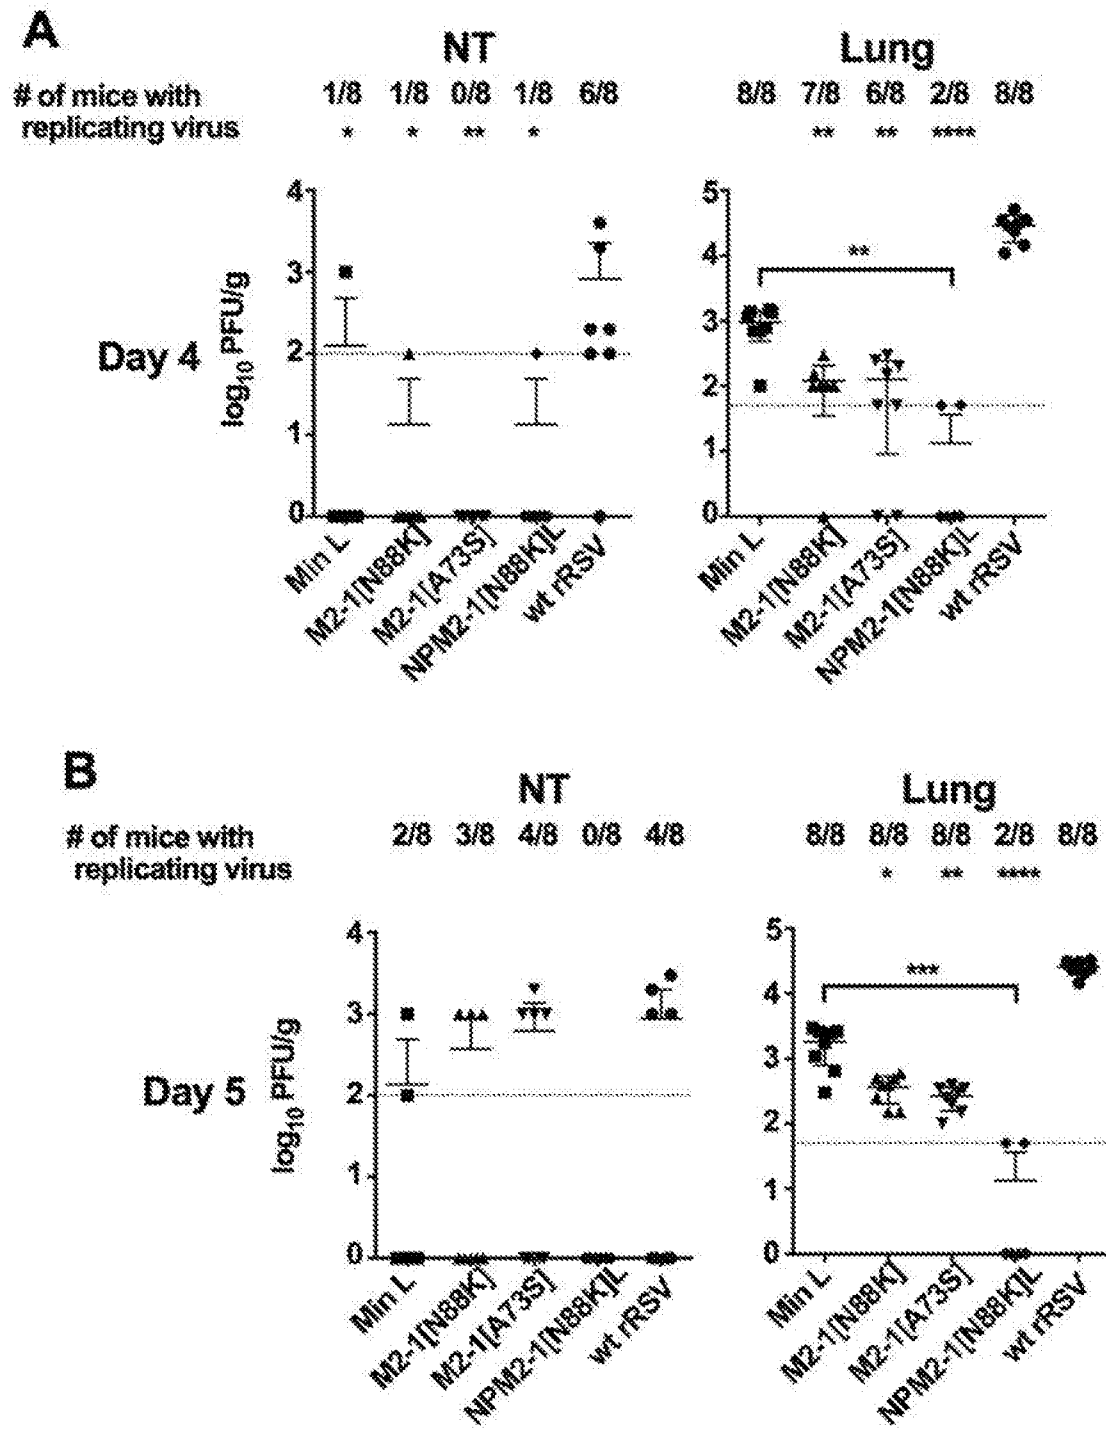 A
NT
Lung
# of mice with
replicating virus
1/8 1/8 0/8 1/8 6/8
8/8 7/8 6/8 2/8 8/8
* * ** *
** ** ****
Day 4
log10 PFU/g
4
3
2
1
0
Min L
M2-1[N88K]
M2-1[A73S]
NPM2-1[N88K]L
wt rRSV
**
5
4
3
2
1
0
Min L
M2-1[N88K]
M2-1[A73S]
NPM2-1[N88K]L
wt rRSV
B
NT
Lung
# of mice with
replicating virus
2/8 3/8 4/8 0/8 4/8
8/8 8/8 8/8 2/8 8/8
* ** ****
Day 5
log10 PFU/g
4
3
2
1
0
Min L
M2-1[N88K]
M2-1[A73S]
NPM2-1[N88K]L
wt rRSV
***
5
4
3
2
1
0
Min L
M2-1[N88K]
M2-1[A73S]
NPM2-1[N88K]L
wt rRSV